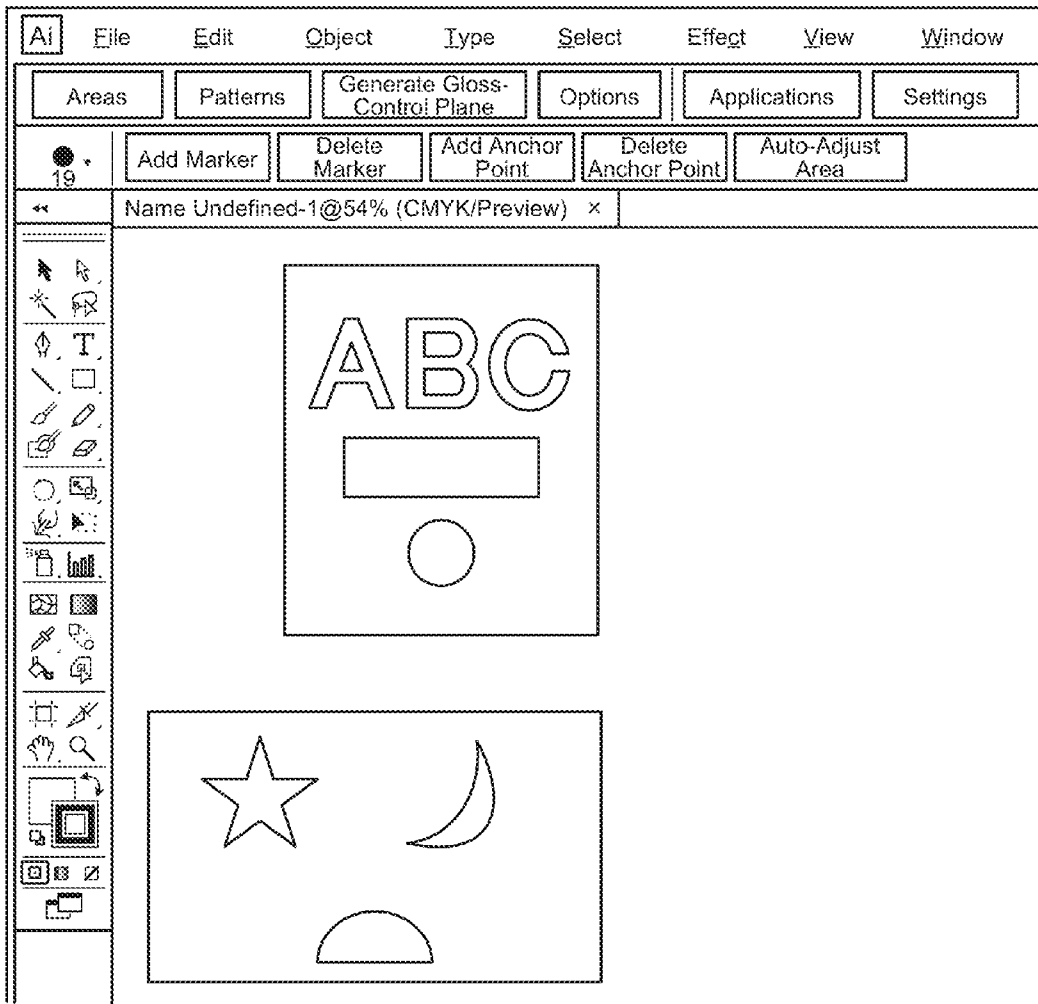 Ai File Edit Object Type Select Effect View Window
Areas Patterns Generate Gloss-
Control Plane Options Applications Settings
19 Add Marker Delete
Marker Add Anchor
Point Delete
Anchor Point Auto-Adjust
Area
Name Undefined-1@54% (CMYK/Preview) ×
T
ABC